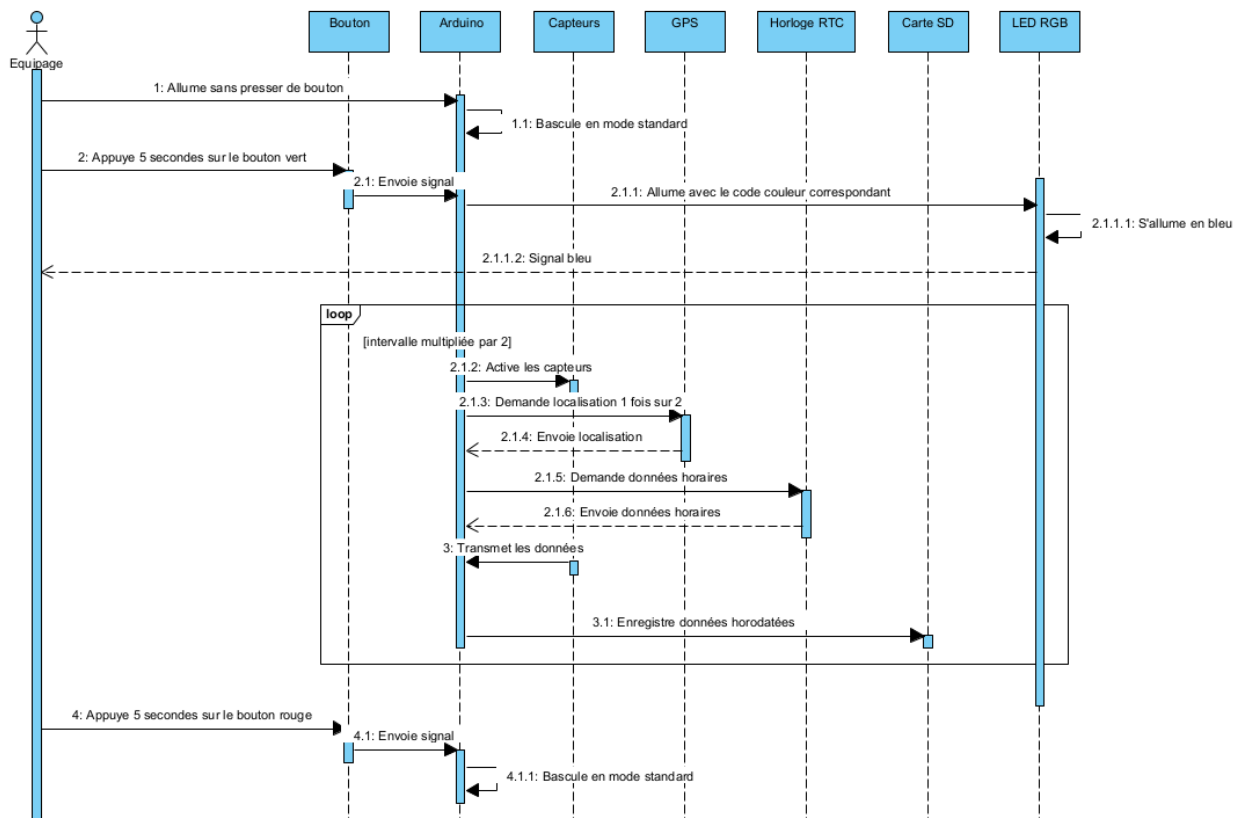 Bouton
Arduino
Capteurs
GPS
Horloge RTC
Carte SD
LED RGB
Equipage
1: Allume sans presser de bouton
1.1: Bascule en mode standard
2: Appuye 5 secondes sur le bouton vert
2.1: Envoie signal
2.1.1: Allume avec le code couleur correspondant
2.1.1.1: S'allume en bleu
2.1.1.2: Signal bleu
loop
[intervalle multipliée par 2]
2.1.2: Active les capteurs
2.1.3: Demande localisation 1 fois sur 2
2.1.4: Envoie localisation
2.1.5: Demande données horaires
2.1.6: Envoie données horaires
3: Transmet les données
3.1: Enregistre données horodatées
4: Appuye 5 secondes sur le bouton rouge
4.1: Envoie signal
4.1.1: Bascule en mode standard